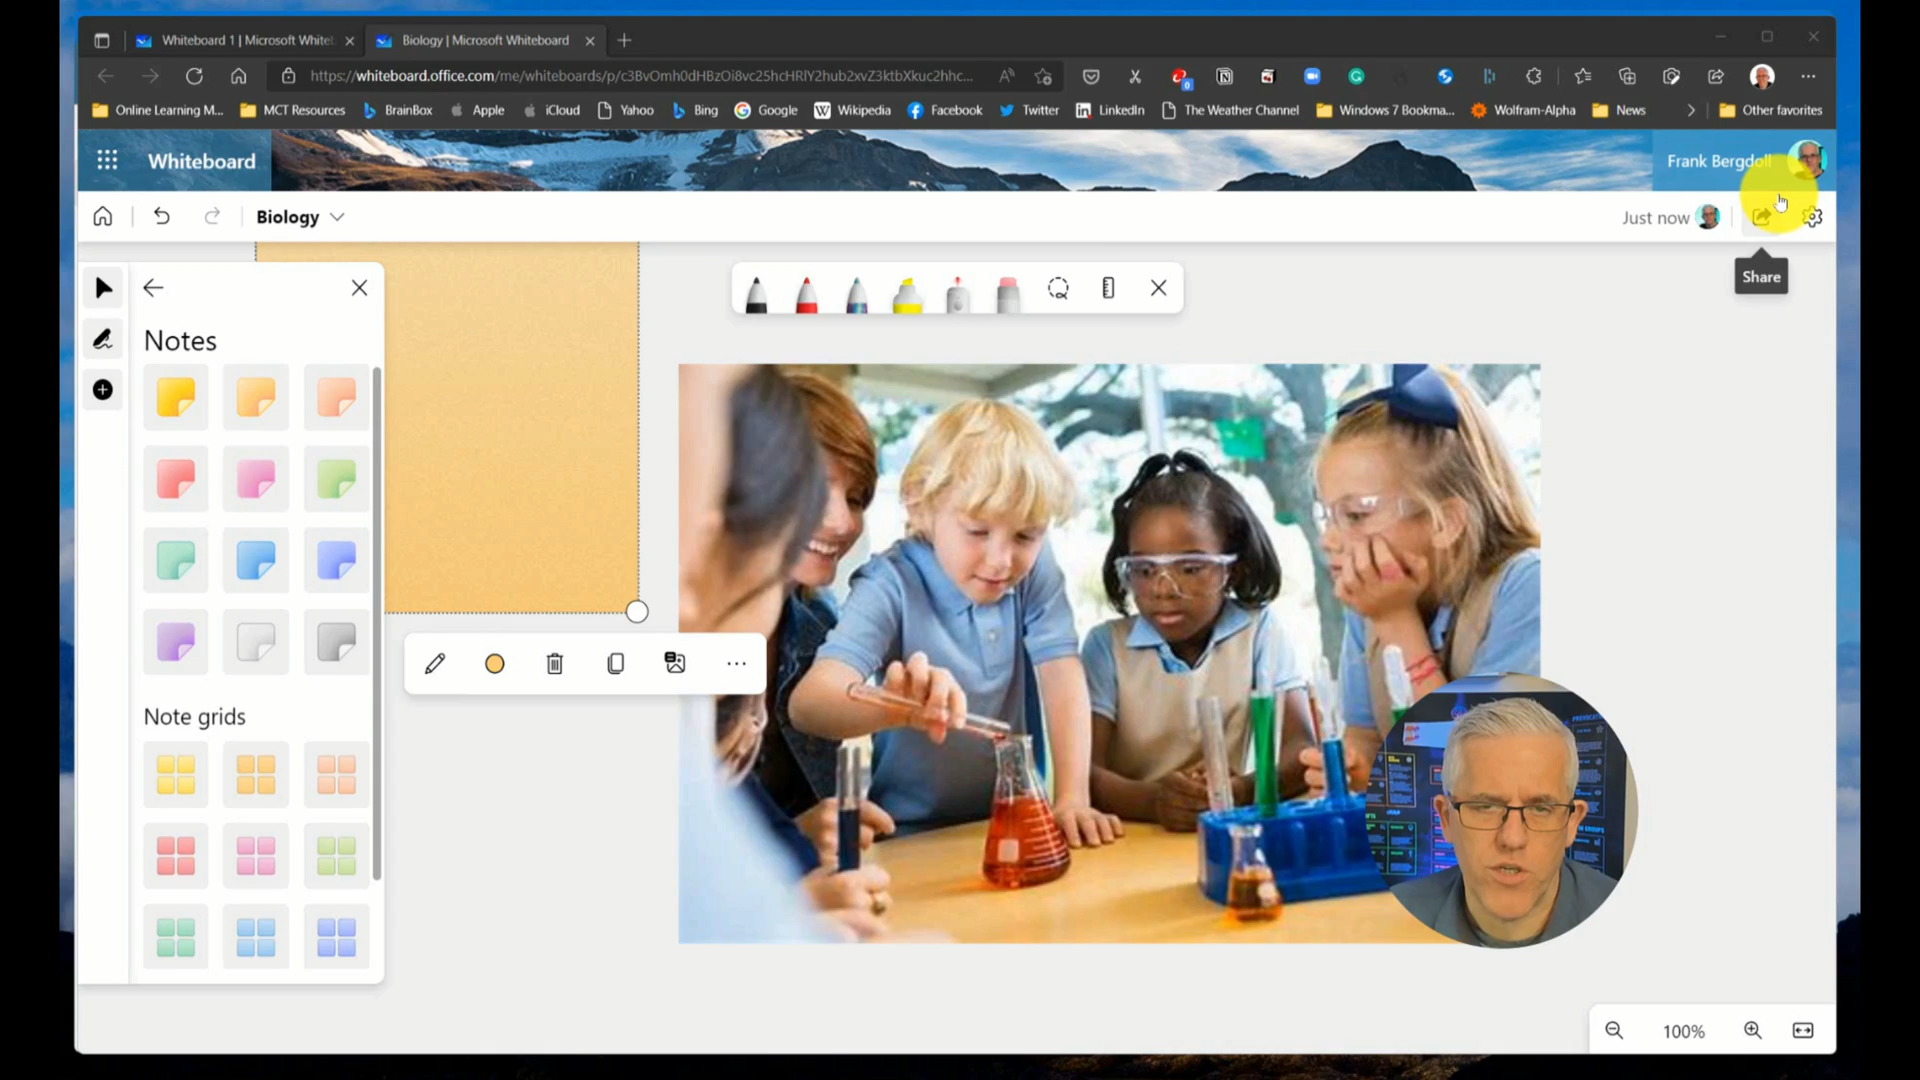 Whiteboard 1 | Microsoft White
Biology | Microsoft Whiteboard
https://whiteboard.office.com/me/whiteboards/p/c3BvOmh0dHBzOi8vc25hcHRlY2hub2xvZ3ktbXkuc2hhc...
Online Learning M...
MCT Resources
BrainBox
Apple
iCloud
Yahoo
Bing
Google
Wikipedia
Facebook
Twitter
LinkedIn
The Weather Channel
Windows 7 Bookma...
Wolfram-Alpha
News
Other favorites
Whiteboard
Frank Bergdoll
Biology
Just now
Share
Notes
Note grids
100%